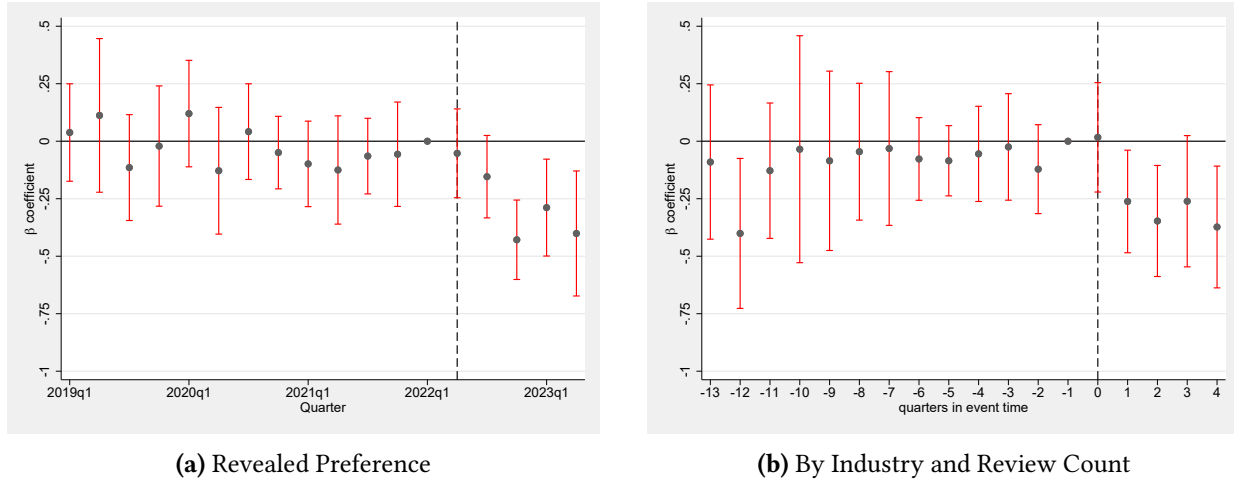 .5
.25
0
-.25
-.5
-.75
-1
β coefficient
2019q1 2020q1 2021q1 2022q1 2023q1
Quarter
(a) Revealed Preference
.5
.25
0
-.25
-.5
-.75
-1
β coefficient
-13 -12 -11 -10 -9 -8 -7 -6 -5 -4 -3 -2 -1 0 1 2 3 4
quarters in event time
(b) By Industry and Review Count